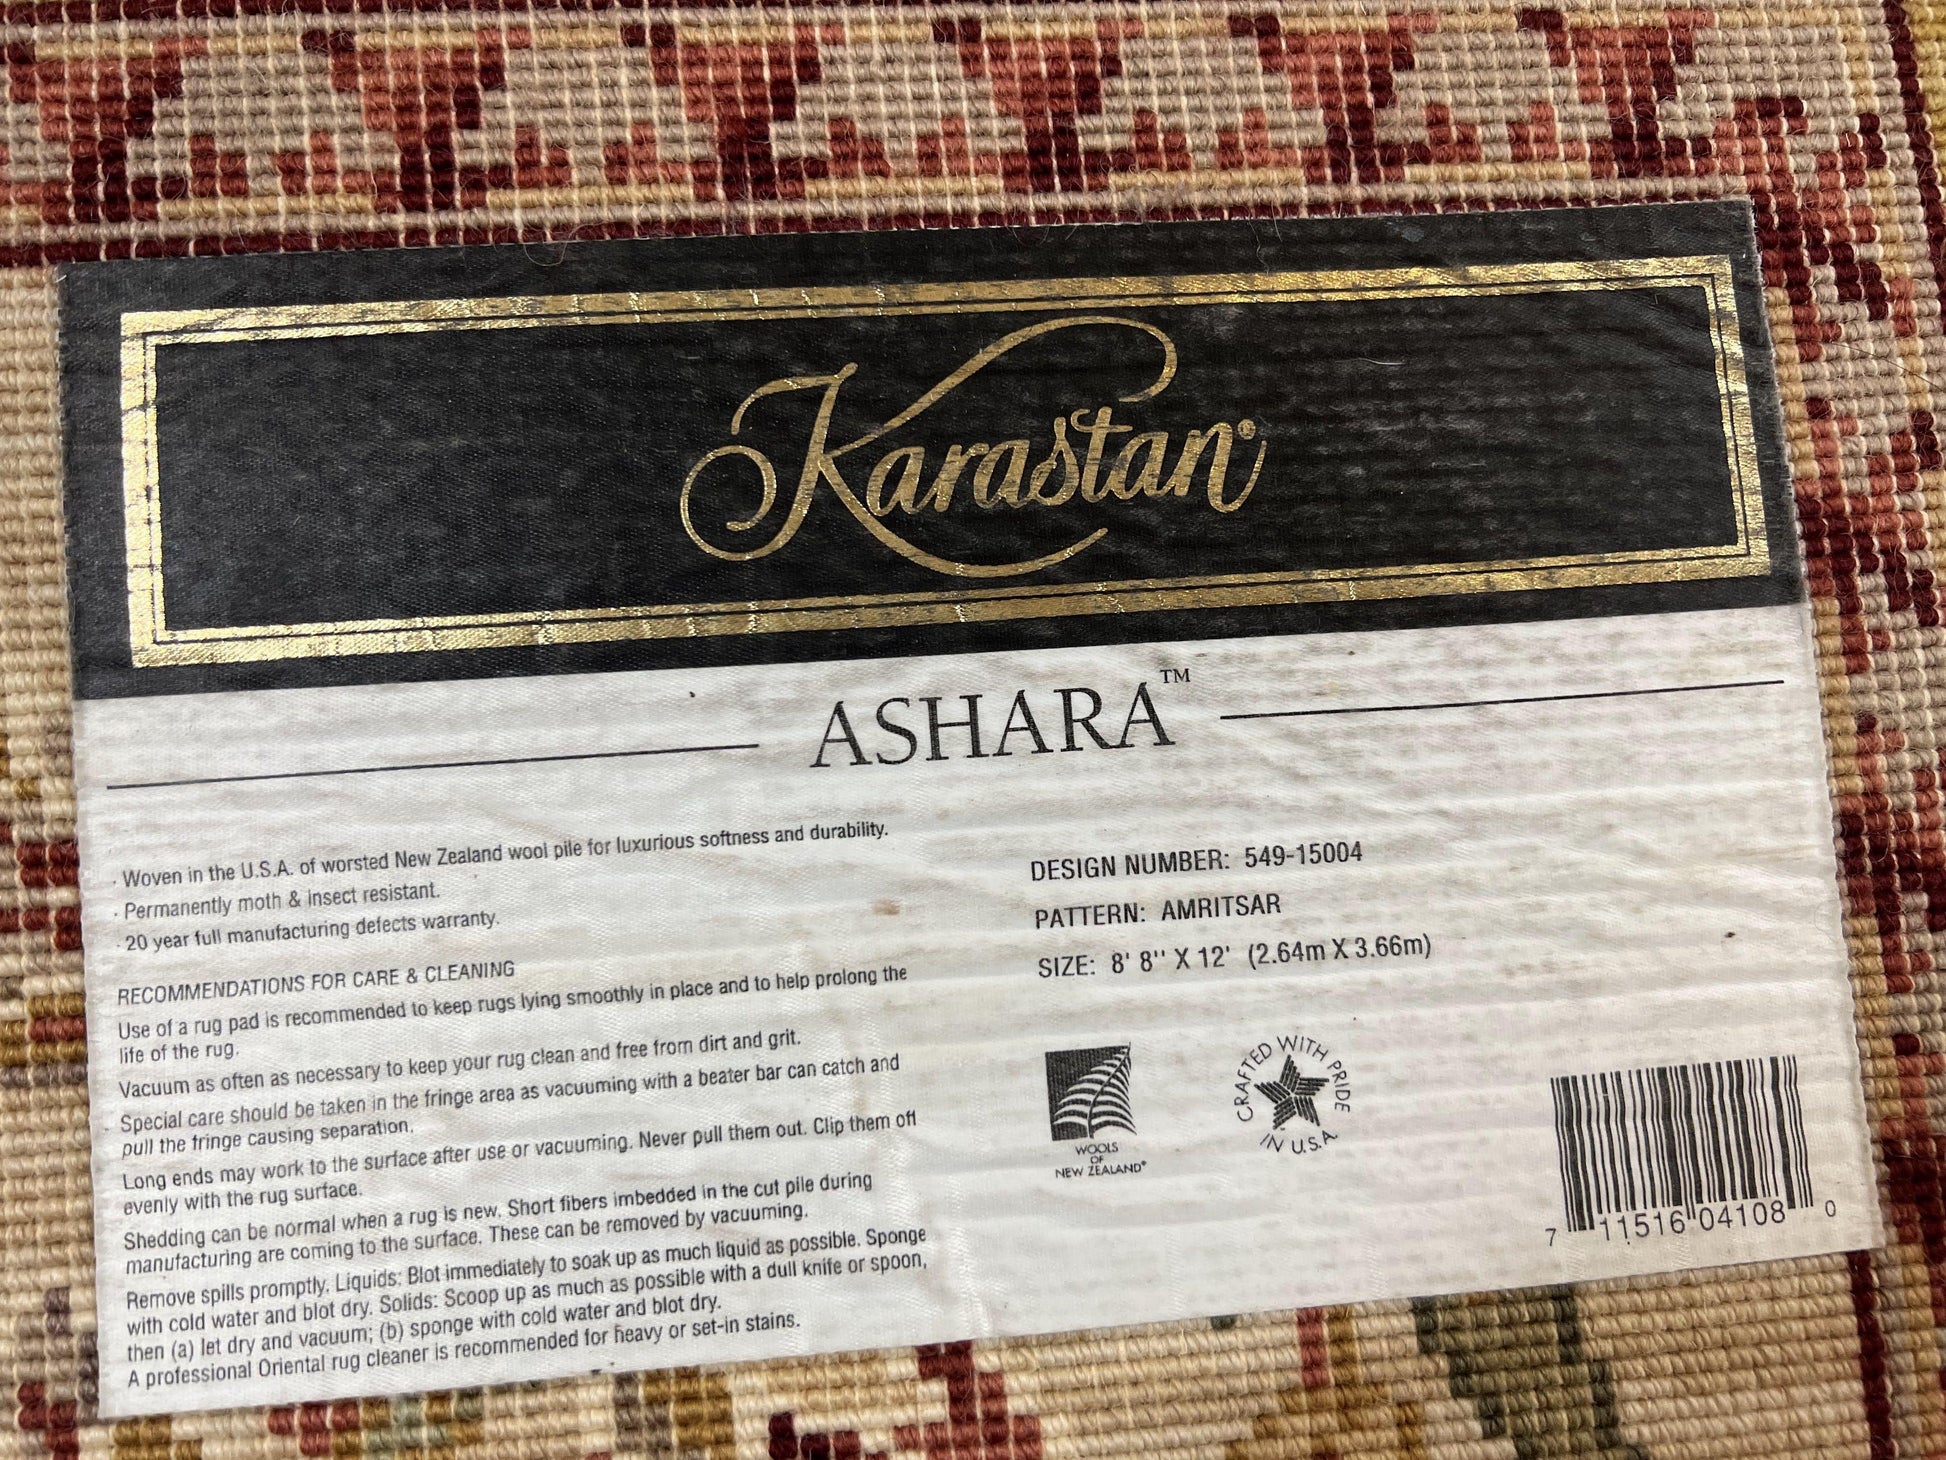 Karastan®
ASHARA™
· Woven in the U.S.A. of worsted New Zealand wool pile for luxurious softness and durability.
· Permanently moth & insect resistant.
· 20 year full manufacturing defects warranty.
RECOMMENDATIONS FOR CARE & CLEANING
Use of a rug pad is recommended to keep rugs lying smoothly in place and to help prolong the
life of the rug.
Vacuum as often as necessary to keep your rug clean and free from dirt and grit.
Special care should be taken in the fringe area as vacuuming with a beater bar can catch and
pull the fringe causing separation.
Long ends may work to the surface after use or vacuuming. Never pull them out. Clip them off
evenly with the rug surface.
Shedding can be normal when a rug is new. Short fibers imbedded in the cut pile during
manufacturing are coming to the surface. These can be removed by vacuuming.
Remove spills promptly. Liquids: Blot immediately to soak up as much liquid as possible. Sponge
with cold water and blot dry. Solids: Scoop up as much as possible with a dull knife or spoon,
then (a) let dry and vacuum; (b) sponge with cold water and blot dry.
A professional Oriental rug cleaner is recommended for heavy or set-in stains.
DESIGN NUMBER: 549-15004
PATTERN: AMRITSAR
SIZE: 8' 8'' X 12' (2.64m X 3.66m)
WOOLS
OF
NEW ZEALAND®
CRAFTED WITH PRIDE
IN U.S.A.
7 11516 04108 0